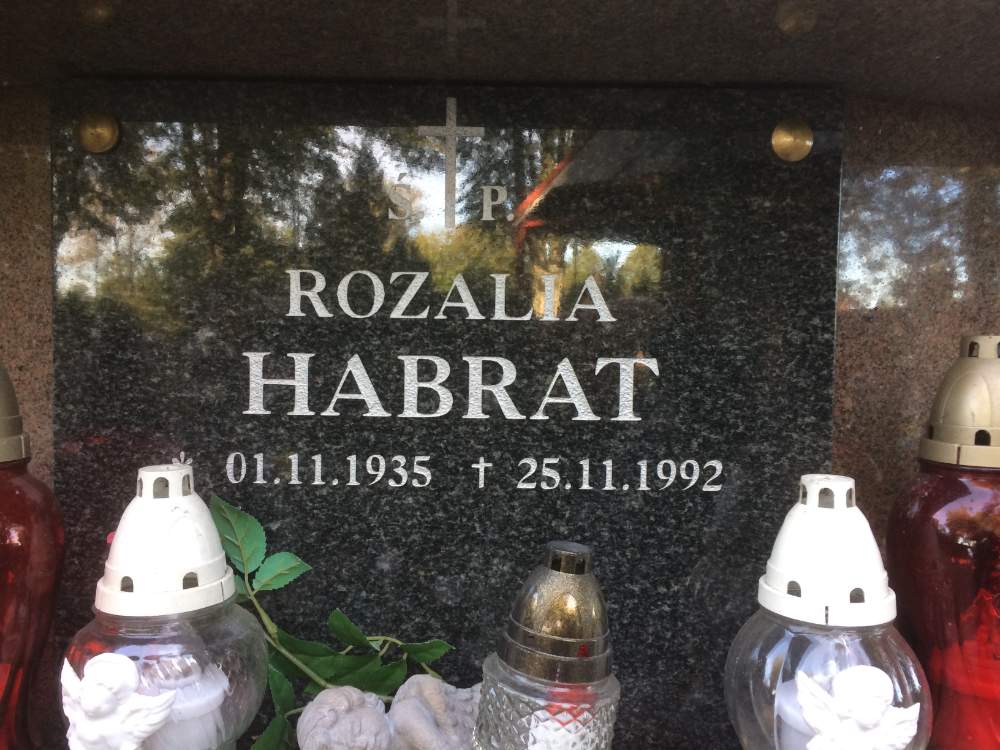 Ś. P.
ROZALIA
HABRAT
* 01.11.1935 † 25.11.1992